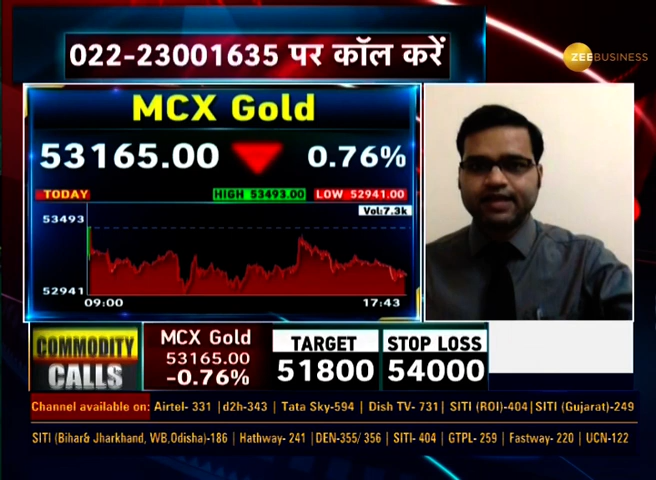 022-23001635 पर कॉल करें
ZEEBUSINESS
MCX Gold
53165.00 0.76%
TODAY HIGH 53493.00 LOW 52941.00
Vol:7.3k
53493
52941
09:00 17:43
COMMODITY CALLS
MCX Gold
53165.00
-0.76%
TARGET
51800
STOP LOSS
54000
Channel available on: Airtel- 331 | d2h-343 | Tata Sky-594 | Dish TV- 731 | SITI (ROI)-404 | SITI (Gujarat)-249
SITI (Bihar& Jharkhand, WB,Odisha)-186 | Hathway- 241 | DEN-355/ 356 | SITI- 404 | GTPL- 259 | Fastway- 220 | UCN-122